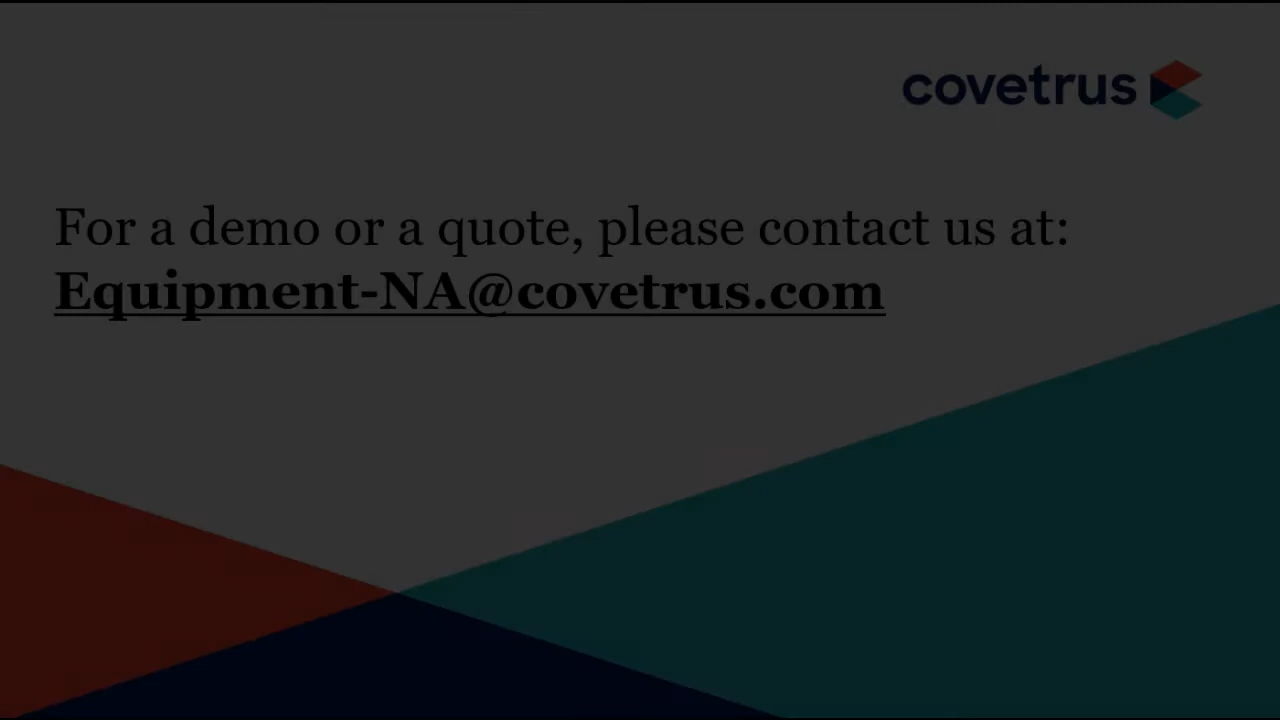 covetrus
For a demo or a quote, please contact us at:
Equipment-NA@covetrus.com